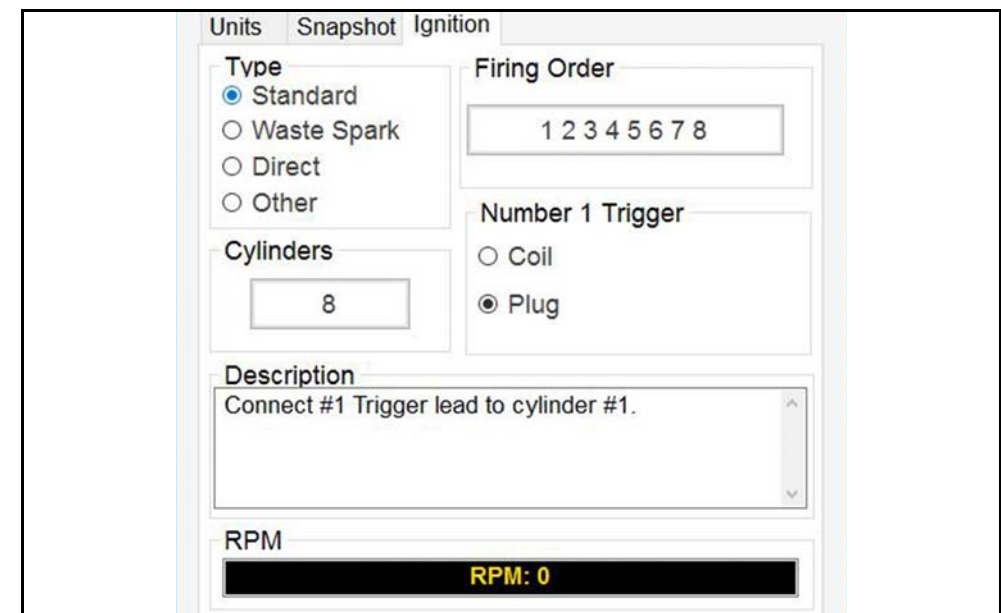 Units Snapshot Ignition
Type
Standard
Waste Spark
Direct
Other
Firing Order
1 2 3 4 5 6 7 8
Number 1 Trigger
Coil
Plug
Cylinders
8
Description
Connect #1 Trigger lead to cylinder #1.
RPM
RPM: 0